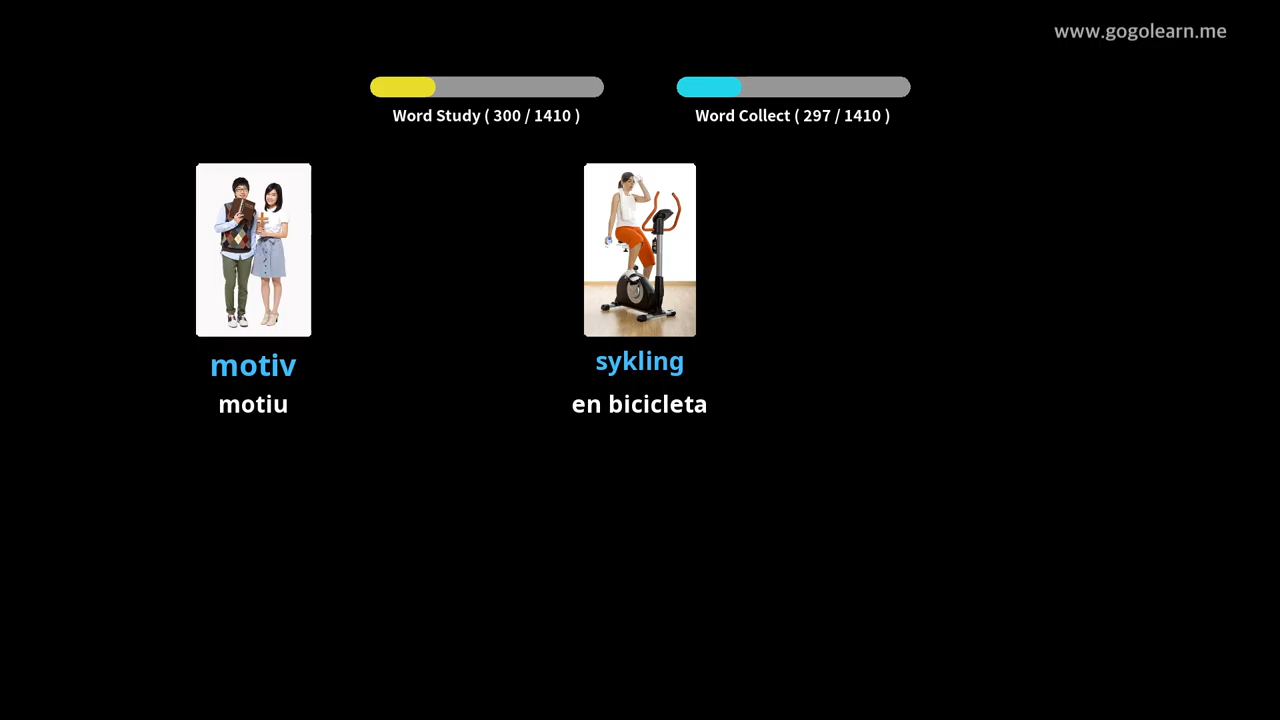 www.gogolearn.me
Word Study ( 300 / 1410 )
Word Collect ( 297 / 1410 )
motiv
motiu
sykling
en bicicleta